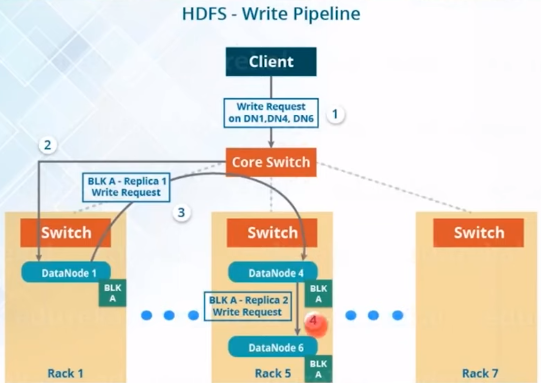 HDFS - Write Pipeline
Client
Write Request
on DN1,DN4, DN6
1
2
Core Switch
BLK A - Replica 1
Write Request
3
Switch
Switch
Switch
DataNode 1
DataNode 4
BLK
A
BLK
A
BLK A - Replica 2
Write Request
4
DataNode 6
BLK
A
Rack 1
Rack 5
Rack 7